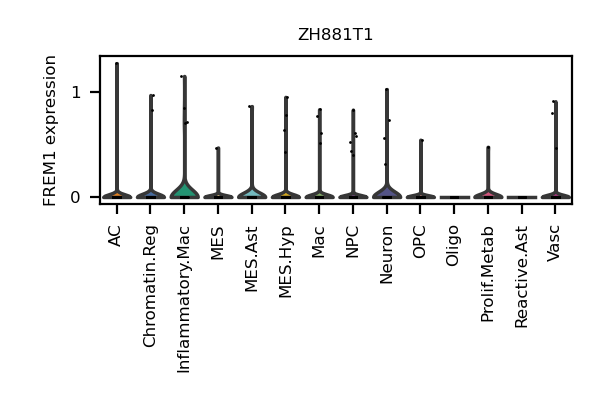 ZH881T1
FREM1 expression
1
0
AC
Chromatin.Reg
Inflammatory.Mac
MES
MES.Ast
MES.Hyp
Mac
NPC
Neuron
OPC
Oligo
Prolif.Metab
Reactive.Ast
Vasc